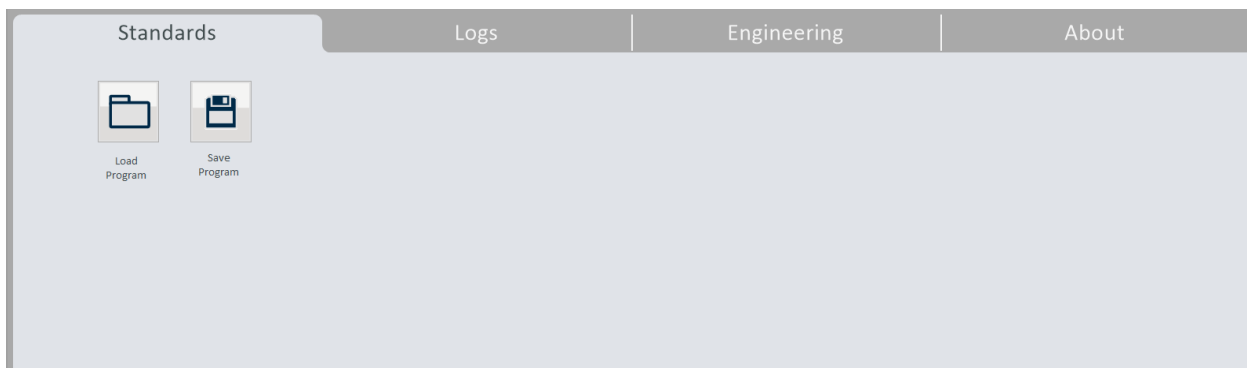 Standards
Logs
Engineering
About
Load
Program
Save
Program